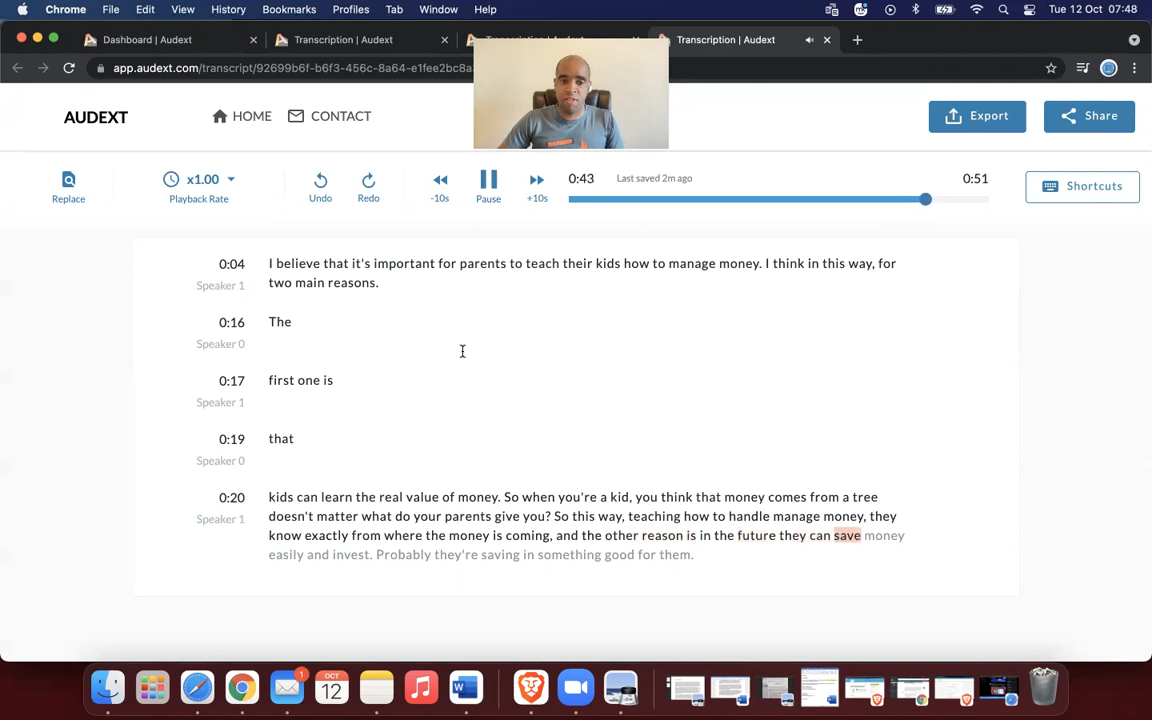 Chrome File Edit View History Bookmarks Profiles Tab Window Help Tue 12 Oct 07:48
Dashboard | Audext Transcription | Audext Transcription | Audext
app.audext.com/transcript/92699b6f-b6f3-456c-8a64-e1fee2bc8a
AUDEXT HOME CONTACT Export Share
x1.00 0:43 Last saved 2m ago 0:51 Shortcuts
Replace Playback Rate Undo Redo -10s Pause +10s
0:04 I believe that it's important for parents to teach their kids how to manage money. I think in this way, for
Speaker 1 two main reasons.
0:16 The
Speaker 0
0:17 first one is
Speaker 1
0:19 that
Speaker 0
0:20 kids can learn the real value of money. So when you're a kid, you think that money comes from a tree
Speaker 1 doesn't matter what do your parents give you? So this way, teaching how to handle manage money, they
know exactly from where the money is coming, and the other reason is in the future they can save money
easily and invest. Probably they're saving in something good for them.
OCT
12
1
W